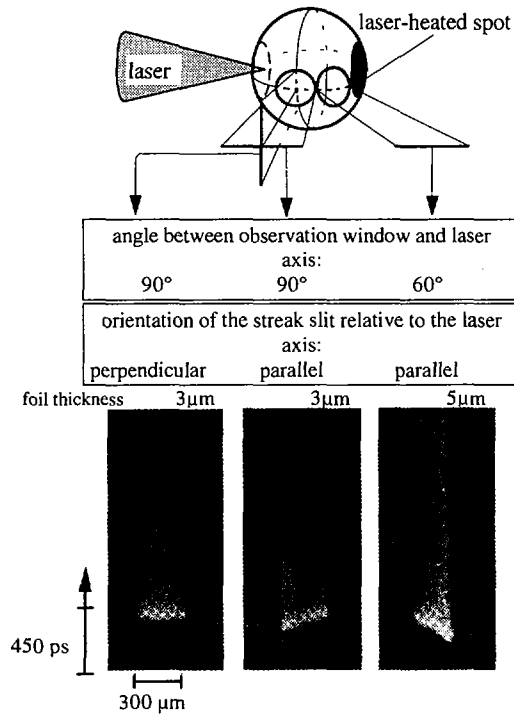 laser-heated spot
laser
angle between observation window and laser
axis:
90° 90° 60°
orientation of the streak slit relative to the laser
axis:
perpendicular parallel parallel
foil thickness 3μm 3μm 5μm
450 ps
300 μm